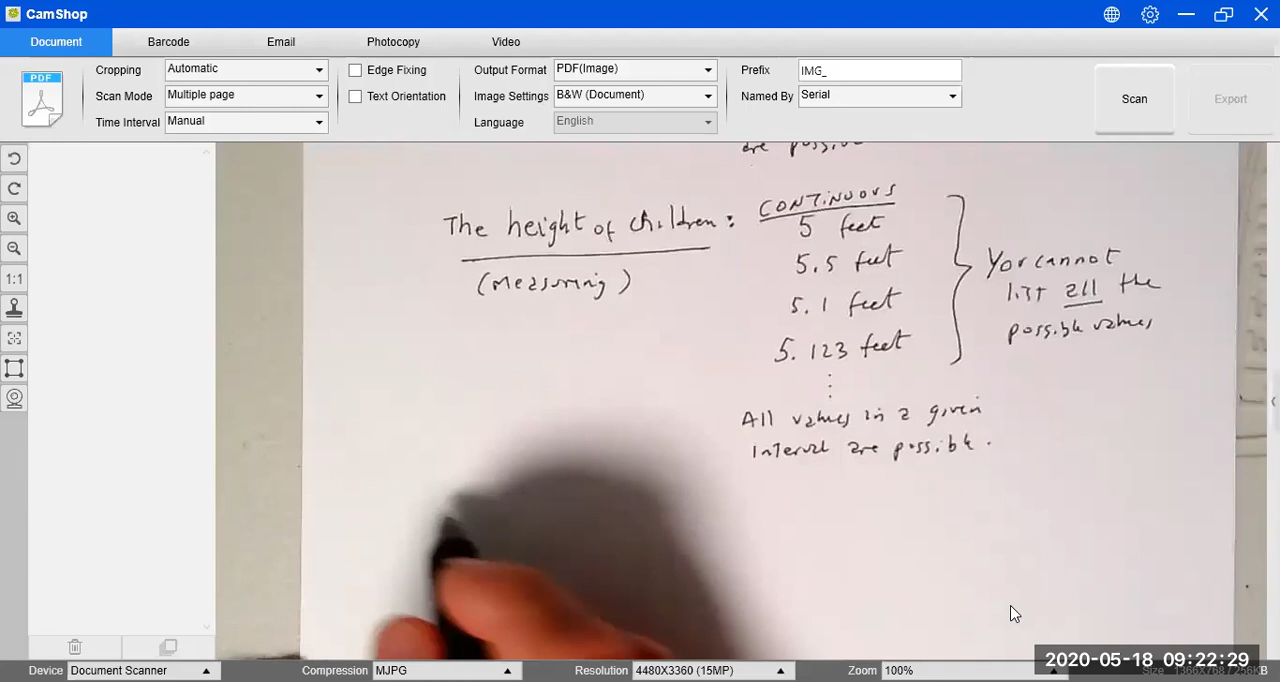 CamShop
Document Barcode Email Photocopy Video
PDF
Cropping Automatic
Scan Mode Multiple page
Time Interval Manual
Edge Fixing
Text Orientation
Output Format PDF(Image)
Image Settings B&W (Document)
Language English
Prefix IMG_
Named By Serial
Scan
Export
1:1
are possible
The height of children:
(measuring)
CONTINUOUS
5 feet
5.5 feet
5.1 feet
5.123 feet
You cannot
list all the
possible values
All values in a given
interval are possible.
2020-05-18 09:22:29
Device Document Scanner Compression MJPG Resolution 4480X3360 (15MP) Zoom 100%